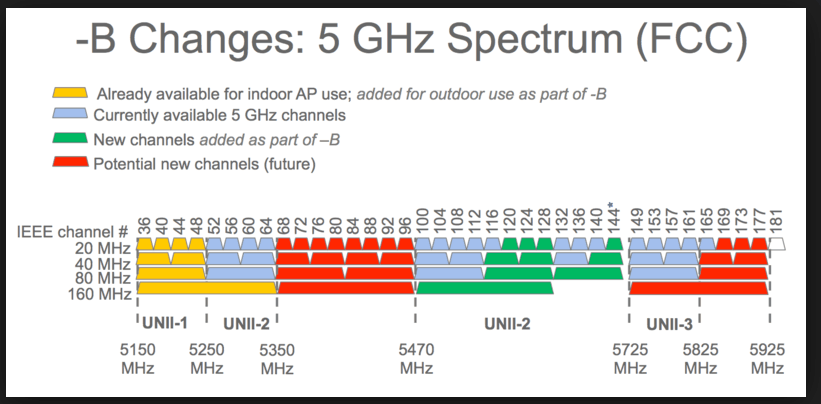 -B Changes: 5 GHz Spectrum (FCC)
Already available for indoor AP use; added for outdoor use as part of -B
Currently available 5 GHz channels
New channels added as part of –B
Potential new channels (future)
IEEE channel # 36 40 44 48 52 56 60 64 68 72 76 80 84 88 92 96 100 104 108 112 116 120 124 128 132 136 140 144* 149 153 157 161 165 169 173 177 181
20 MHz
40 MHz
80 MHz
160 MHz
UNII-1 UNII-2 UNII-2 UNII-3
5150 MHz 5250 MHz 5350 MHz 5470 MHz 5725 MHz 5825 MHz 5925 MHz